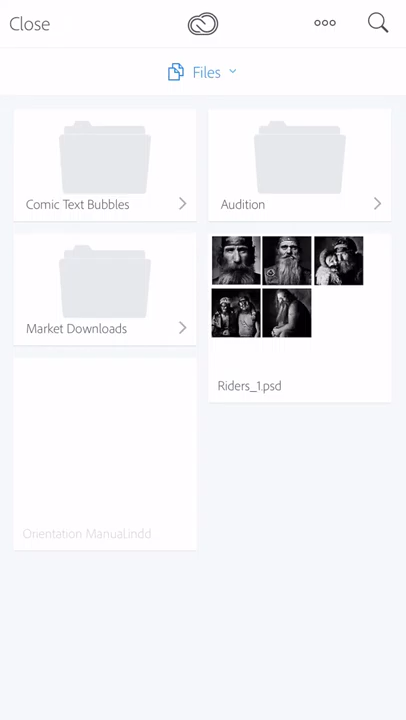 Close
Files
Comic Text Bubbles
Audition
Market Downloads
Riders_1.psd
Orientation Manual.indd